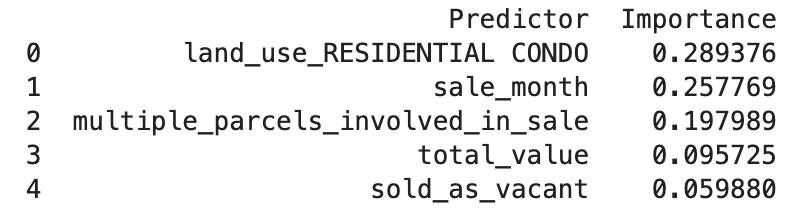 Predictor Importance
0 land_use_RESIDENTIAL CONDO 0.289376
1 sale_month 0.257769
2 multiple_parcels_involved_in_sale 0.197989
3 total_value 0.095725
4 sold_as_vacant 0.059880